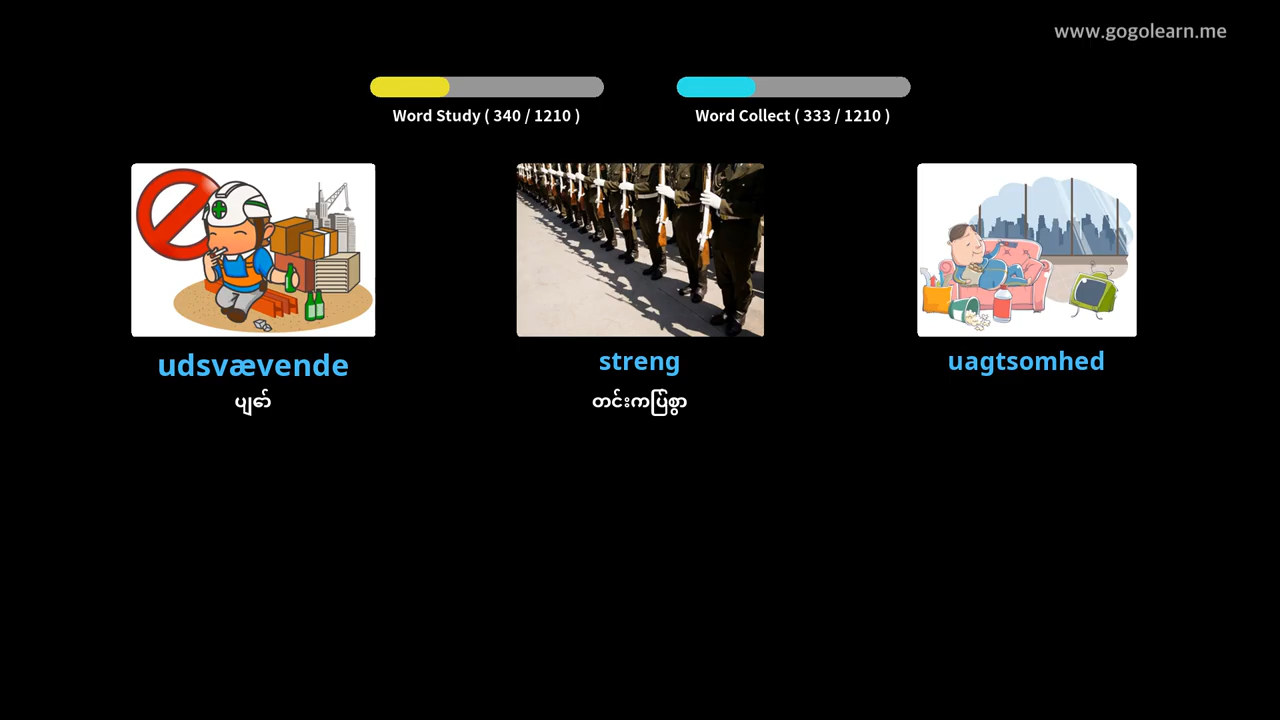 www.gogolearn.me
Word Study ( 340 / 1210 )
Word Collect ( 333 / 1210 )
udsvævende
streng
uagtsomhed
ပျော်
တင်းကပ်ြစွာ